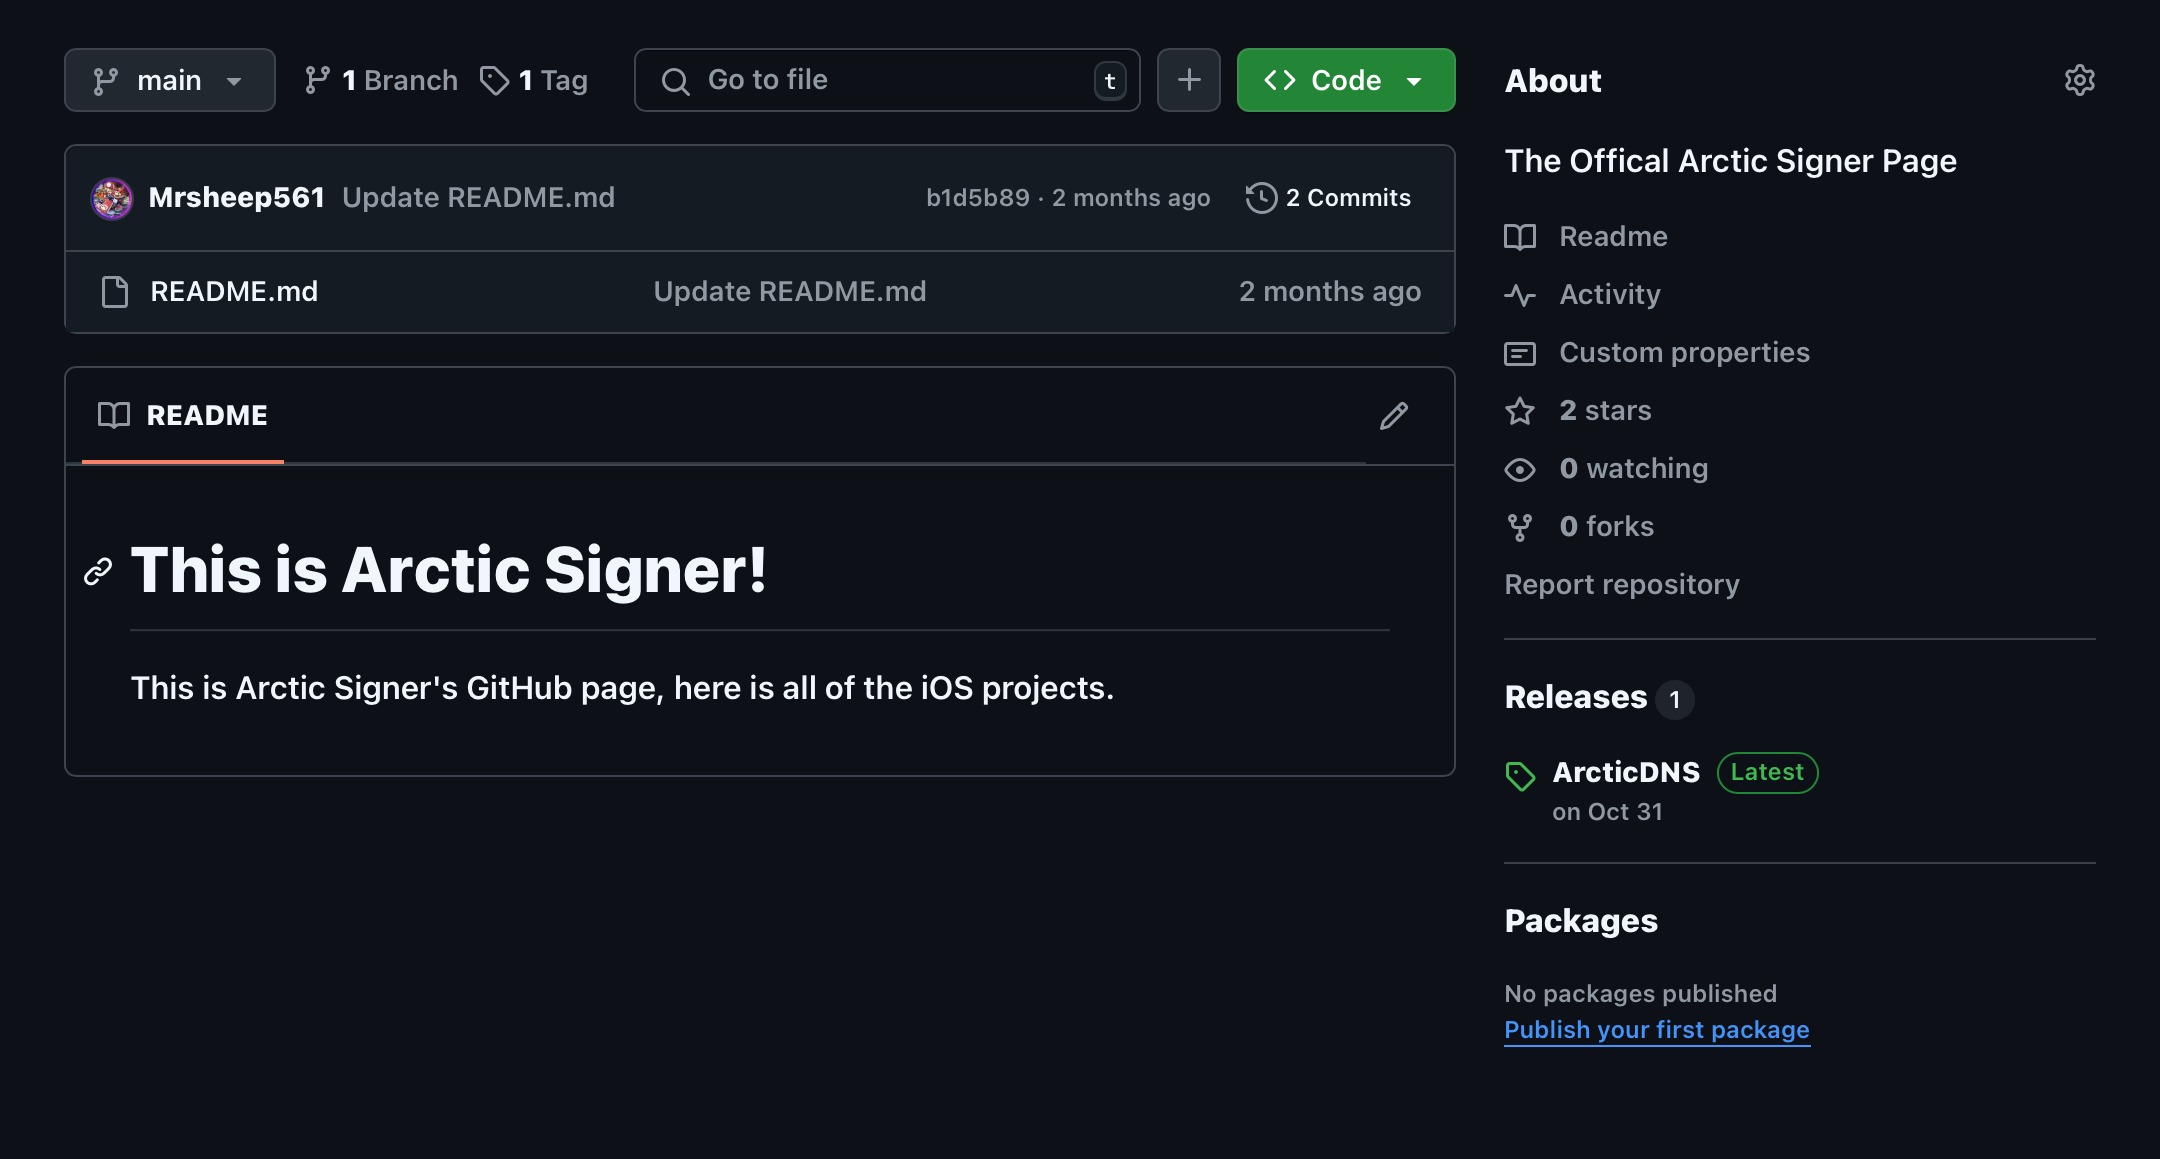 main
1 Branch
1 Tag
Go to file
t
Code
Mrsheep561 Update README.md
b1d5b89 · 2 months ago
2 Commits
README.md
Update README.md
2 months ago
README
This is Arctic Signer!
This is Arctic Signer's GitHub page, here is all of the iOS projects.
About
The Offical Arctic Signer Page
Readme
Activity
Custom properties
2 stars
0 watching
0 forks
Report repository
Releases 1
ArcticDNS Latest
on Oct 31
Packages
No packages published
Publish your first package